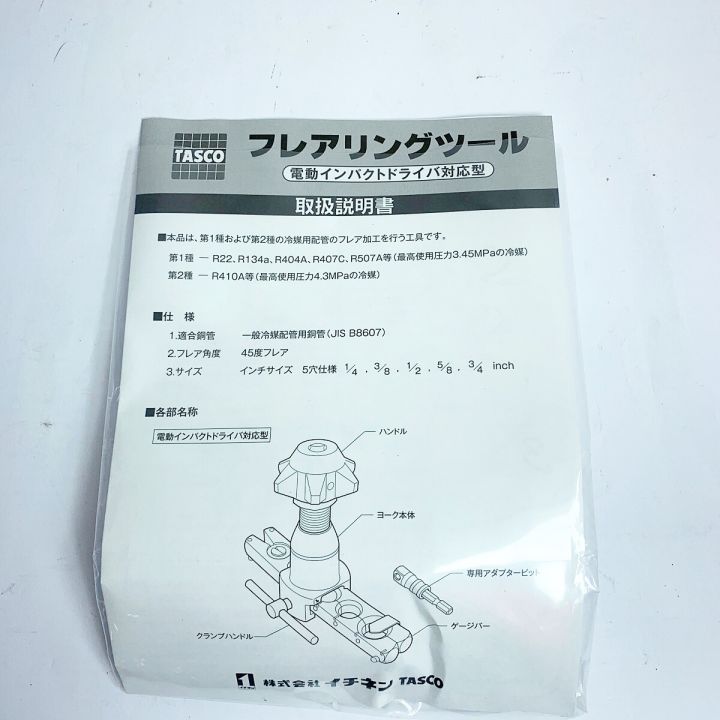 TASCO
フレアリングツール
電動インパクトドライバ対応型
取扱説明書
■本品は、第1種および第2種の冷媒用配管のフレア加工を行う工具です。
第1種 ― R22、R134a、R404A、R407C、R507A等(最高使用圧力3.45MPaの冷媒)
第2種 ― R410A等(最高使用圧力4.3MPaの冷媒)
■仕 様
1.適合銅管 一般冷媒配管用銅管(JIS B8607)
2.フレア角度 45度フレア
3.サイズ インチサイズ 5穴仕様 1/4 . 3/8 . 1/2 . 5/8 . 3/4 inch
■各部名称
電動インパクトドライバ対応型
ハンドル
ヨーク本体
専用アダプタービット
ゲージバー
クランプハンドル
株式会社 イチネン TASCO